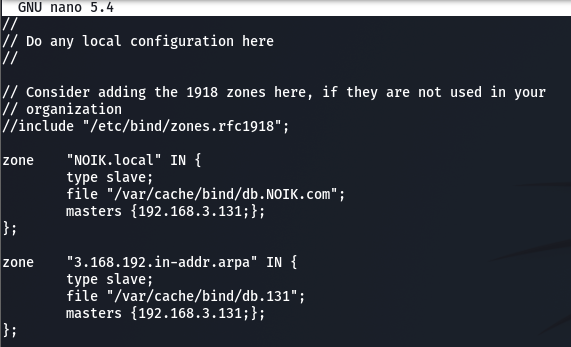 GNU nano 5.4
//
// Do any local configuration here
//
// Consider adding the 1918 zones here, if they are not used in your
// organization
//include "/etc/bind/zones.rfc1918";
zone    "NOIK.local" IN {
        type slave;
        file "/var/cache/bind/db.NOIK.com";
        masters {192.168.3.131;};
};
zone    "3.168.192.in-addr.arpa" IN {
        type slave;
        file "/var/cache/bind/db.131";
        masters {192.168.3.131;};
};